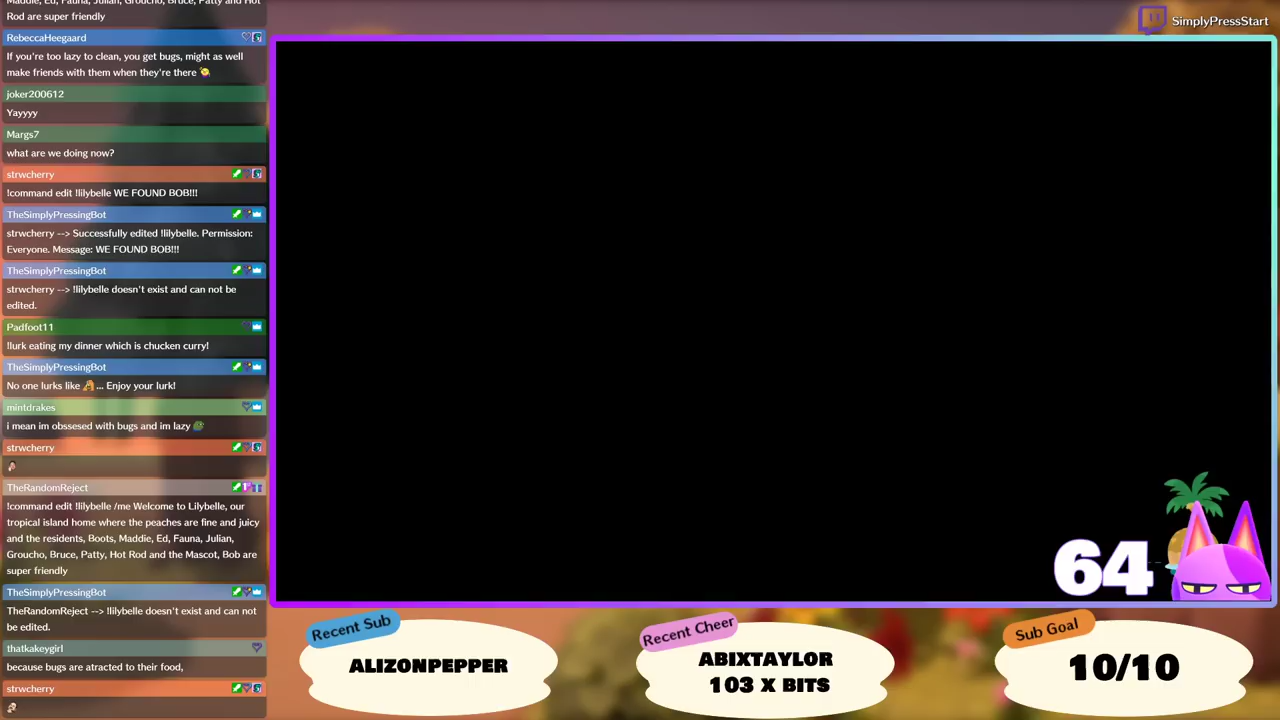 Maddie, Ed, Fauna, Julian, Groucho, Bruce, Patty and Hot
Rod are super friendly
RebeccaHeegaard
If you're too lazy to clean, you get bugs, might as well
make friends with them when they're there
joker200612
Yayyyy
Margs7
what are we doing now?
strwcherry
!command edit !lilybelle WE FOUND BOB!!!
TheSimplyPressingBot
strwcherry --> Successfully edited !lilybelle. Permission:
Everyone. Message: WE FOUND BOB!!!
TheSimplyPressingBot
strwcherry --> !lilybelle doesn't exist and can not be
edited.
Padfoot11
!lurk eating my dinner which is chucken curry!
TheSimplyPressingBot
No one lurks like ... Enjoy your lurk!
mintdrakes
i mean im obssesed with bugs and im lazy
strwcherry
TheRandomReject
!command edit !lilybelle /me Welcome to Lilybelle, our
tropical island home where the peaches are fine and juicy
and the residents, Boots, Maddie, Ed, Fauna, Julian,
Groucho, Bruce, Patty, Hot Rod and the Mascot, Bob are
super friendly
TheSimplyPressingBot
TheRandomReject --> !lilybelle doesn't exist and can not
be edited.
thatkakeygirl
because bugs are atracted to their food,
strwcherry
SimplyPressStart
64
Recent Sub
ALIZONPEPPER
Recent Cheer
ABIXTAYLOR
103 X BITS
Sub Goal
10/10